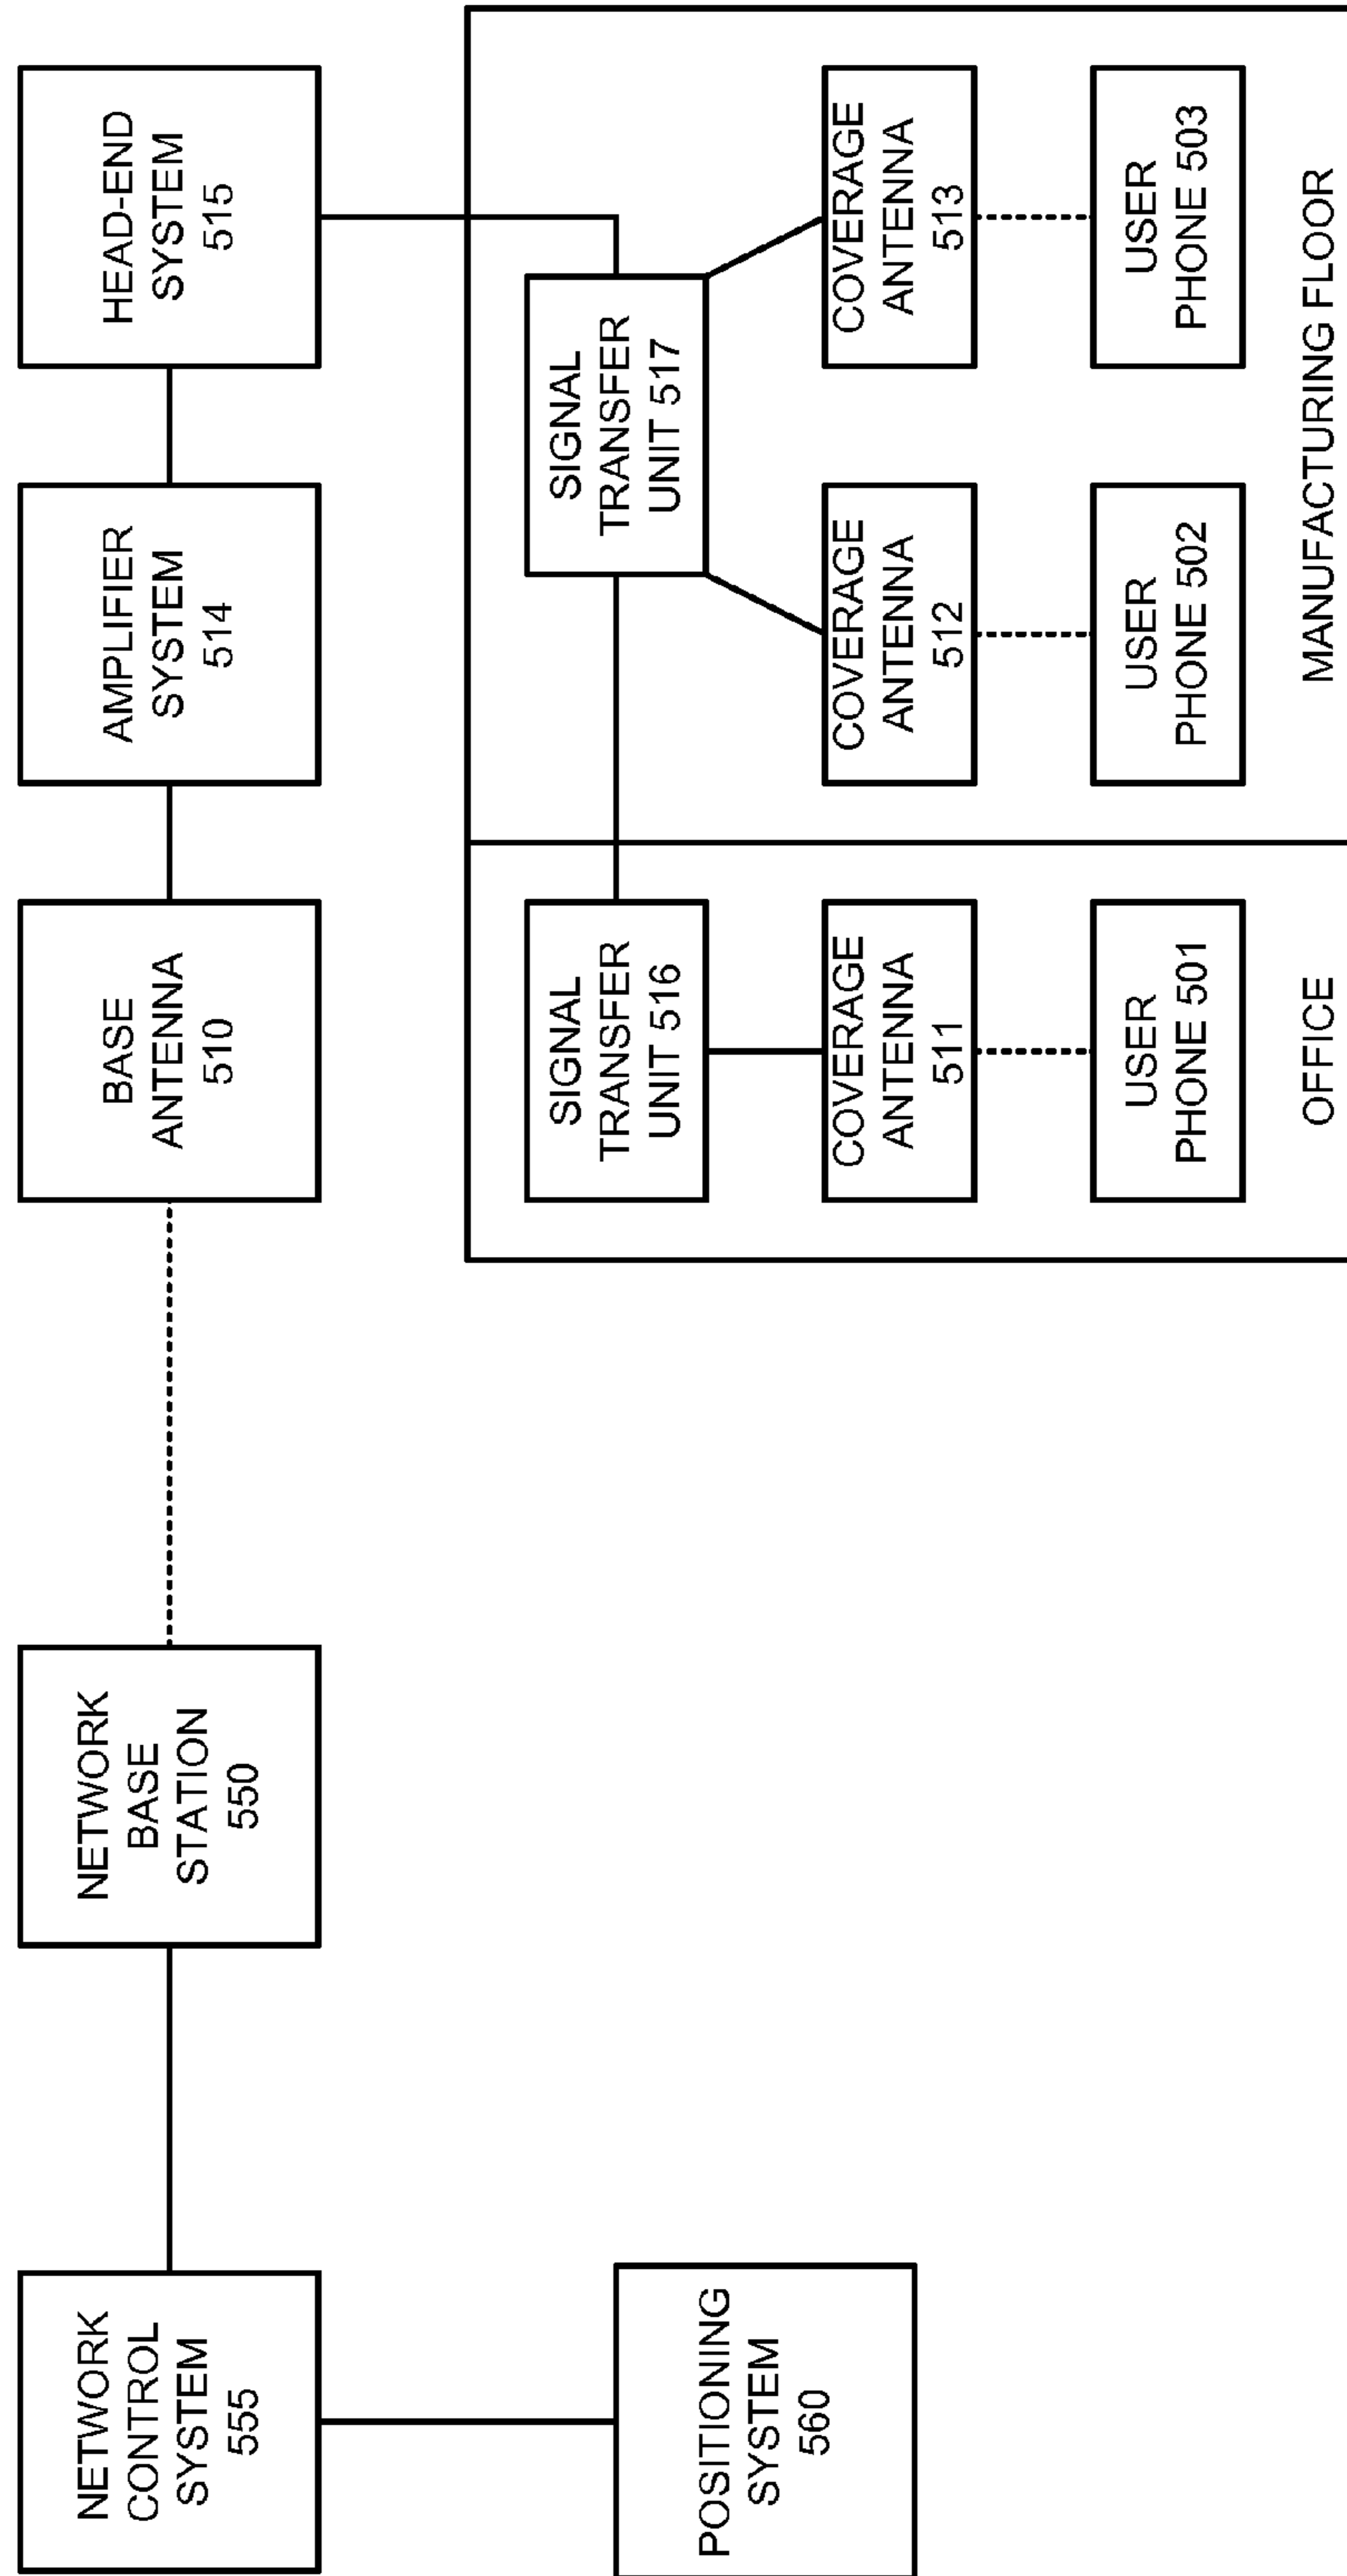 NETWORK
CONTROL
SYSTEM
555
NETWORK
BASE
STATION
550
BASE
ANTENNA
510
AMPLIFIER
SYSTEM
514
HEAD-END
SYSTEM
515
POSITIONING
SYSTEM
560
SIGNAL
TRANSFER
UNIT 516
SIGNAL
TRANSFER
UNIT 517
COVERAGE
ANTENNA
511
COVERAGE
ANTENNA
512
COVERAGE
ANTENNA
513
USER
PHONE 501
USER
PHONE 502
USER
PHONE 503
OFFICE
MANUFACTURING FLOOR